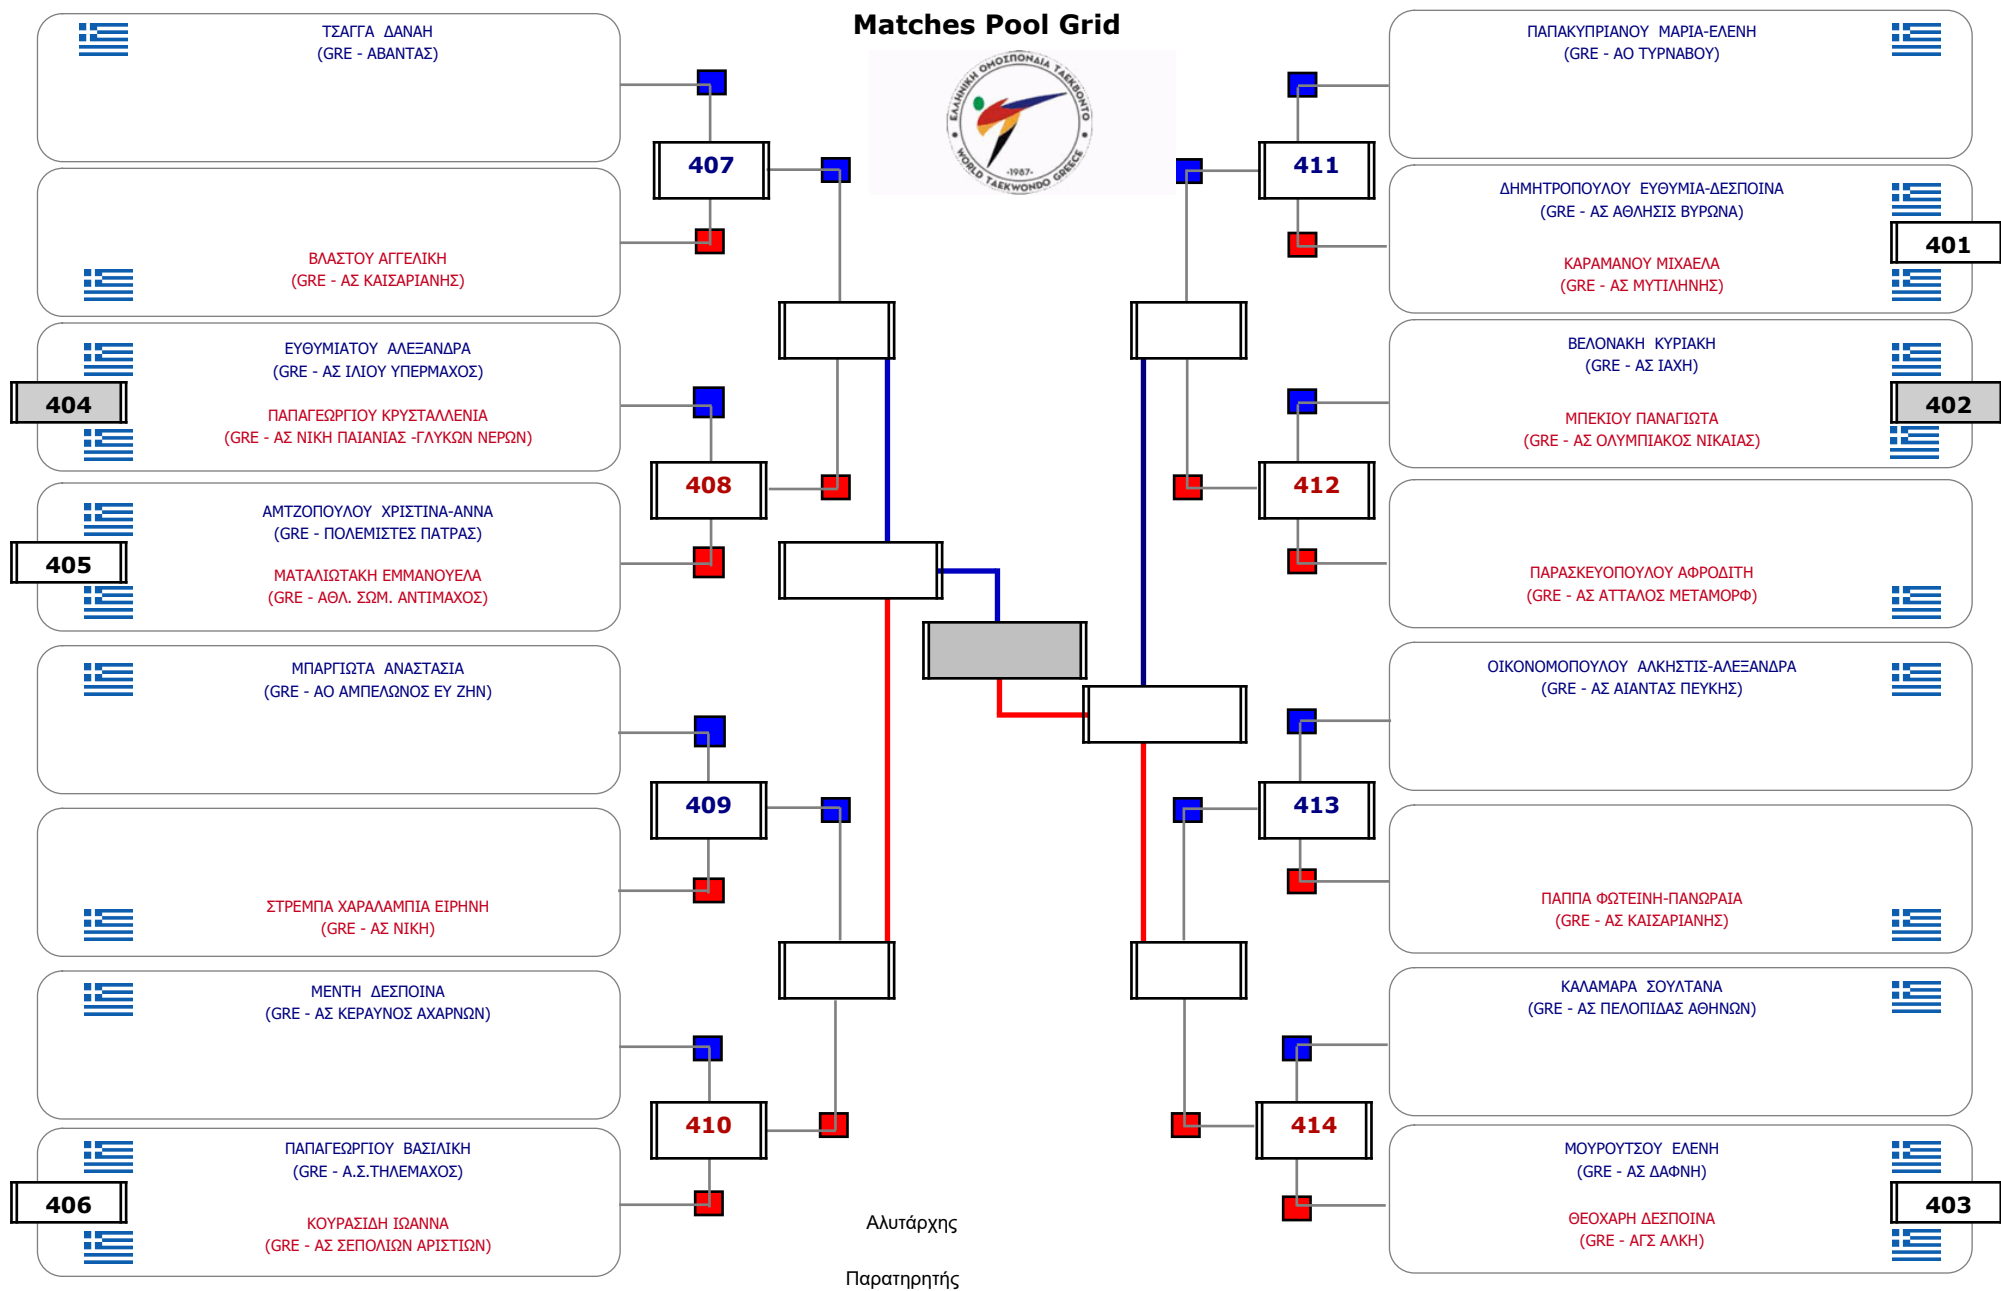 Matches Pool Grid
ΕΛΛΗΝΙΚΗ ΟΜΟΣΠΟΝΔΙΑ ΤΑΕΚΒΟΝΤΟ
-1987-
WORLD TAEKWONDO GREECE
ΤΣΑΓΓΑ ΔΑΝΑΗ
(GRE - ΑΒΑΝΤΑΣ)
407
ΒΛΑΣΤΟΥ ΑΓΓΕΛΙΚΗ
(GRE - ΑΣ ΚΑΙΣΑΡΙΑΝΗΣ)
ΕΥΘΥΜΙΑΤΟΥ ΑΛΕΞΑΝΔΡΑ
(GRE - ΑΣ ΙΛΙΟΥ ΥΠΕΡΜΑΧΟΣ)
404
ΠΑΠΑΓΕΩΡΓΙΟΥ ΚΡΥΣΤΑΛΛΕΝΙΑ
(GRE - ΑΣ ΝΙΚΗ ΠΑΙΑΝΙΑΣ -ΓΛΥΚΩΝ ΝΕΡΩΝ)
408
ΑΜΤΖΟΠΟΥΛΟΥ ΧΡΙΣΤΙΝΑ-ΑΝΝΑ
(GRE - ΠΟΛΕΜΙΣΤΕΣ ΠΑΤΡΑΣ)
405
ΜΑΤΑΛΙΩΤΑΚΗ ΕΜΜΑΝΟΥΕΛΑ
(GRE - ΑΘΛ. ΣΩΜ. ΑΝΤΙΜΑΧΟΣ)
ΜΠΑΡΓΙΩΤΑ ΑΝΑΣΤΑΣΙΑ
(GRE - ΑΟ ΑΜΠΕΛΩΝΟΣ ΕΥ ΖΗΝ)
409
ΣΤΡΕΜΠΑ ΧΑΡΑΛΑΜΠΙΑ ΕΙΡΗΝΗ
(GRE - ΑΣ ΝΙΚΗ)
ΜΕΝΤΗ ΔΕΣΠΟΙΝΑ
(GRE - ΑΣ ΚΕΡΑΥΝΟΣ ΑΧΑΡΝΩΝ)
410
ΠΑΠΑΓΕΩΡΓΙΟΥ ΒΑΣΙΛΙΚΗ
(GRE - Α.Σ.ΤΗΛΕΜΑΧΟΣ)
406
ΚΟΥΡΑΣΙΔΗ ΙΩΑΝΝΑ
(GRE - ΑΣ ΣΕΠΟΛΙΩΝ ΑΡΙΣΤΙΩΝ)
ΠΑΠΑΚΥΠΡΙΑΝΟΥ ΜΑΡΙΑ-ΕΛΕΝΗ
(GRE - ΑΟ ΤΥΡΝΑΒΟΥ)
411
ΔΗΜΗΤΡΟΠΟΥΛΟΥ ΕΥΘΥΜΙΑ-ΔΕΣΠΟΙΝΑ
(GRE - ΑΣ ΑΘΛΗΣΙΣ ΒΥΡΩΝΑ)
401
ΚΑΡΑΜΑΝΟΥ ΜΙΧΑΕΛΑ
(GRE - ΑΣ ΜΥΤΙΛΗΝΗΣ)
ΒΕΛΟΝΑΚΗ ΚΥΡΙΑΚΗ
(GRE - ΑΣ ΙΑΧΗ)
402
ΜΠΕΚΙΟΥ ΠΑΝΑΓΙΩΤΑ
(GRE - ΑΣ ΟΛΥΜΠΙΑΚΟΣ ΝΙΚΑΙΑΣ)
412
ΠΑΡΑΣΚΕΥΟΠΟΥΛΟΥ ΑΦΡΟΔΙΤΗ
(GRE - ΑΣ ΑΤΤΑΛΟΣ ΜΕΤΑΜΟΡΦ)
ΟΙΚΟΝΟΜΟΠΟΥΛΟΥ ΑΛΚΗΣΤΙΣ-ΑΛΕΞΑΝΔΡΑ
(GRE - ΑΣ ΑΙΑΝΤΑΣ ΠΕΥΚΗΣ)
413
ΠΑΠΠΑ ΦΩΤΕΙΝΗ-ΠΑΝΩΡΑΙΑ
(GRE - ΑΣ ΚΑΙΣΑΡΙΑΝΗΣ)
ΚΑΛΑΜΑΡΑ ΣΟΥΛΤΑΝΑ
(GRE - ΑΣ ΠΕΛΟΠΙΔΑΣ ΑΘΗΝΩΝ)
414
ΜΟΥΡΟΥΤΣΟΥ ΕΛΕΝΗ
(GRE - ΑΣ ΔΑΦΝΗ)
403
ΘΕΟΧΑΡΗ ΔΕΣΠΟΙΝΑ
(GRE - ΑΓΣ ΑΛΚΗ)
Αλυτάρχης
Παρατηρητής